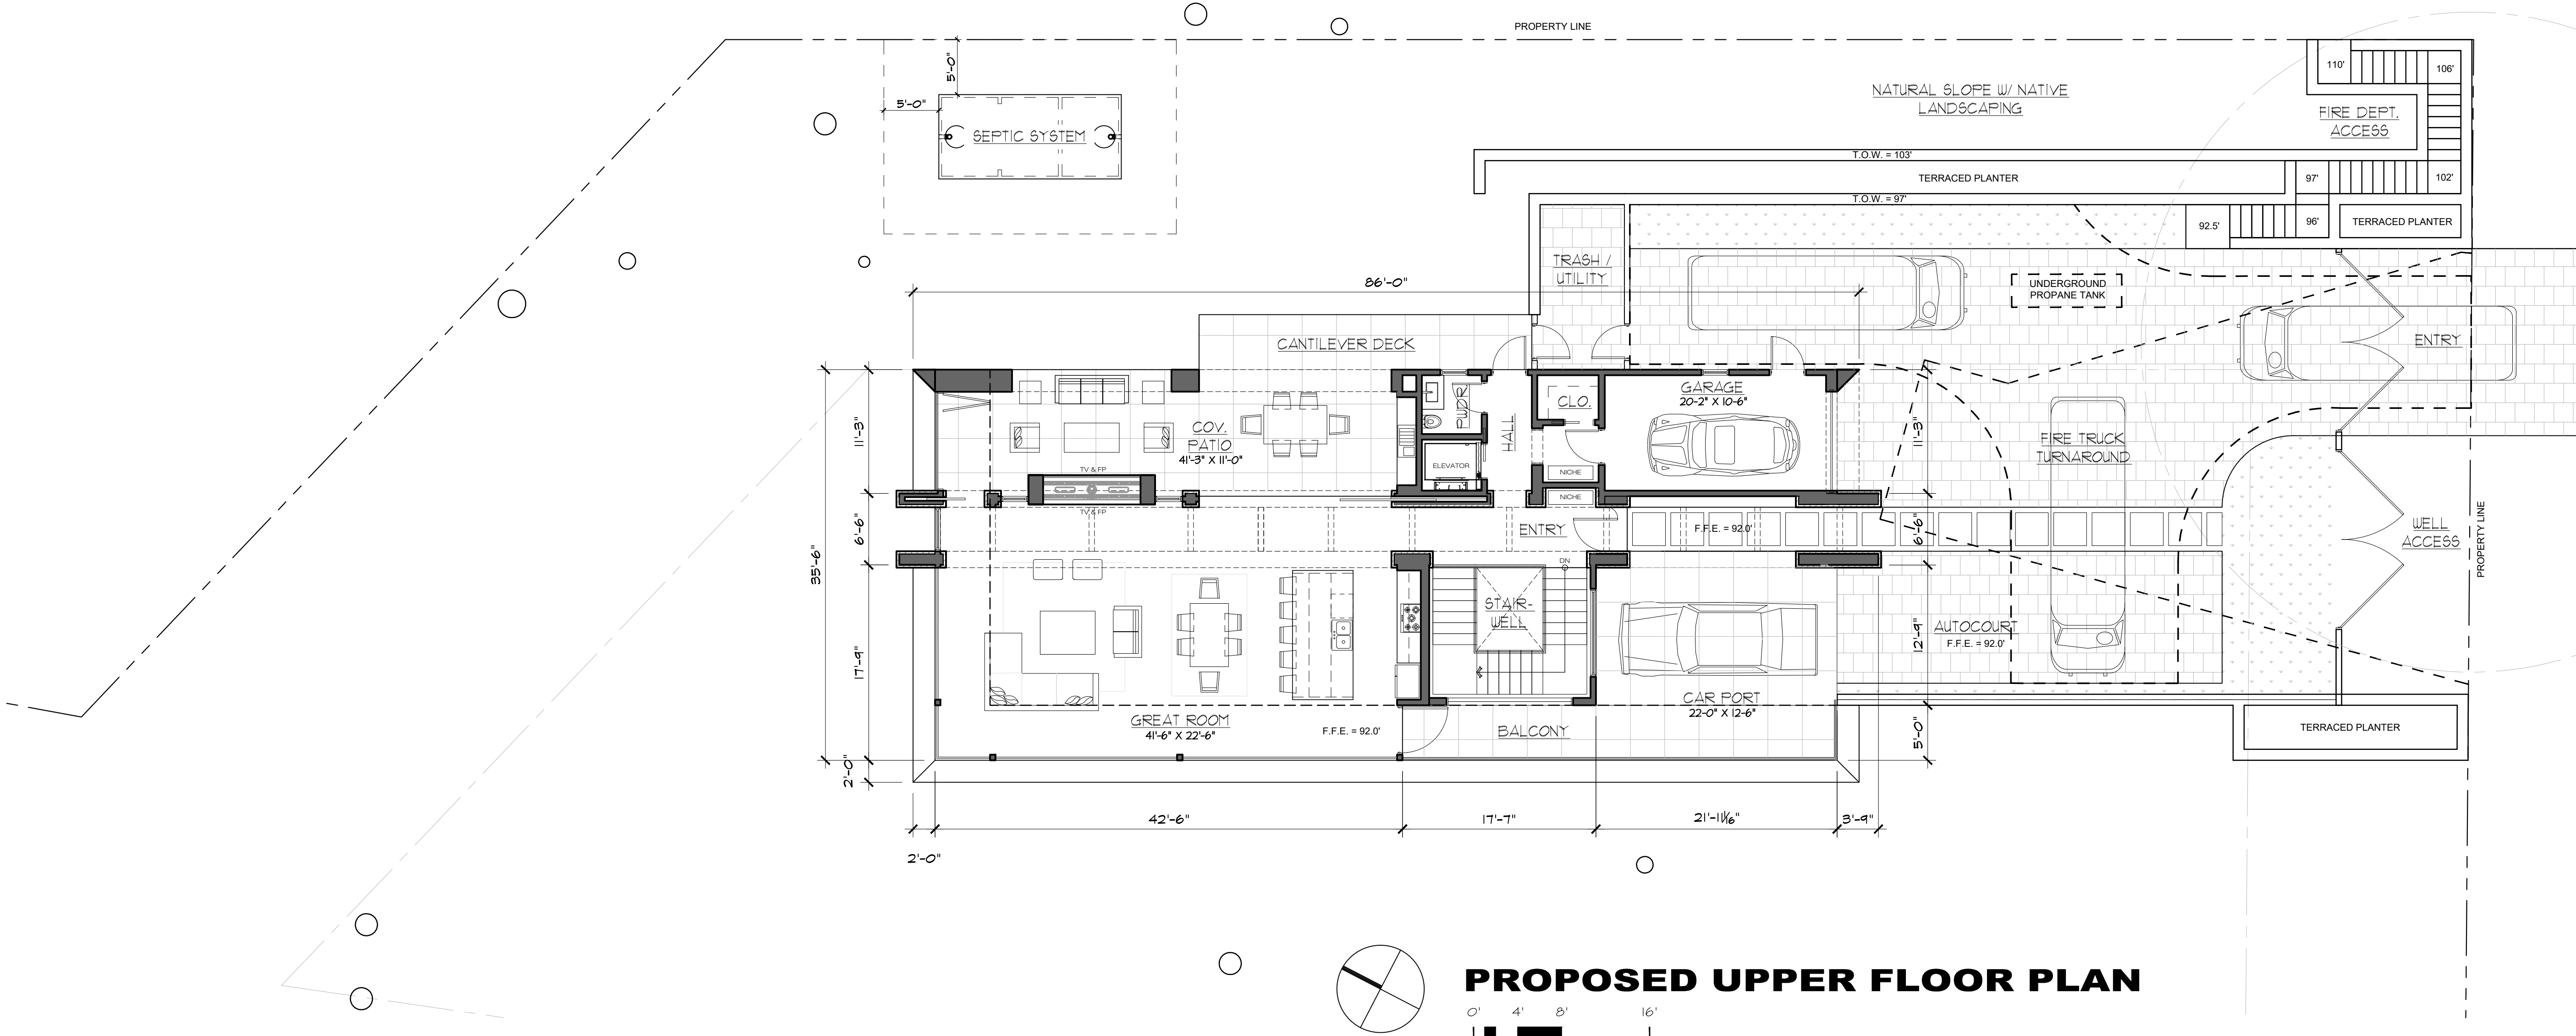 PROPERTY LINE
5'-0"
5'-0"
SEPTIC SYSTEM
NATURAL SLOPE W/ NATIVE
LANDSCAPING
110'
106'
FIRE DEPT.
ACCESS
T.O.W. = 103'
TERRACED PLANTER
97'
102'
T.O.W. = 97'
92.5'
96'
TERRACED PLANTER
TRASH /
UTILITY
86'-0"
UNDERGROUND
PROPANE TANK
CANTILEVER DECK
ENTRY
GARAGE
20-2" X 10-6"
CLO.
PWDR
HALL
11'-3"
COV.
PATIO
41'-3" X 11'-0"
11'-3"
FIRE TRUCK
TURNAROUND
ELEVATOR
TV & FP
NICHE
NICHE
TV & FP
6'-6"
ENTRY
F.F.E. = 92.0'
6'-6"
WELL
ACCESS
PROPERTY LINE
35'-6"
DN
STAIR-
WELL
17'-9"
AUTOCOURT
F.F.E. = 92.0'
12'-9"
CAR PORT
22-0" X 12-6"
GREAT ROOM
41'-6" X 22'-6"
F.F.E. = 92.0'
BALCONY
5'-0"
TERRACED PLANTER
2'-0"
42'-6"
17'-7"
21'-11 1/16"
3'-9"
2'-0"
PROPOSED UPPER FLOOR PLAN
0' 4' 8' 16'